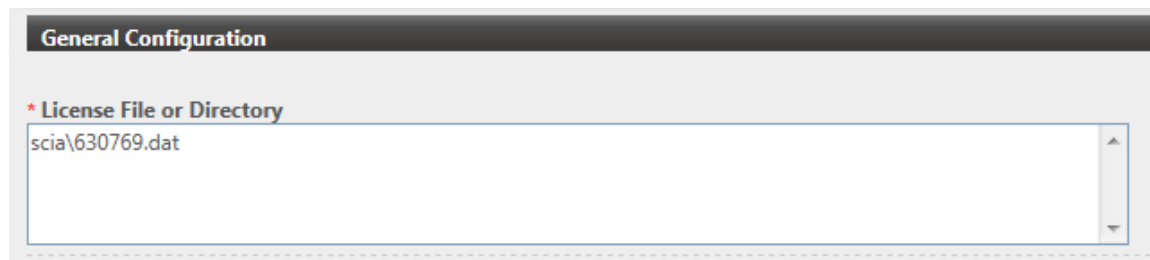 General Configuration
* License File or Directory
scia\630769.dat